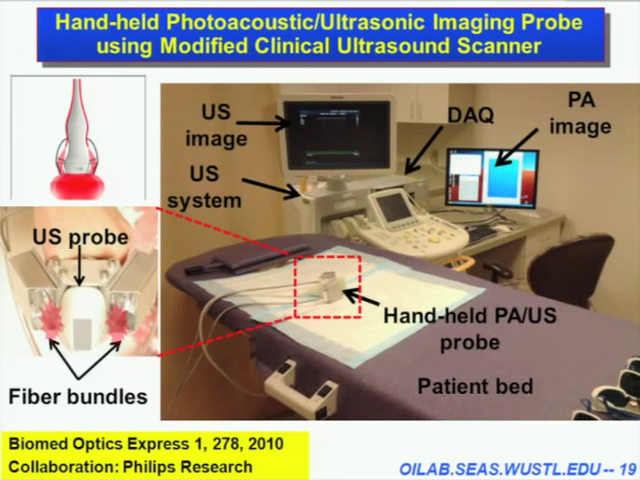 Hand-held Photoacoustic/Ultrasonic Imaging Probe
using Modified Clinical Ultrasound Scanner
US
image
DAQ
PA
image
US
system
US probe
Hand-held PA/US
probe
Fiber bundles
Patient bed
Biomed Optics Express 1, 278, 2010
Collaboration: Philips Research
OILAB.SEAS.WUSTL.EDU -- 19